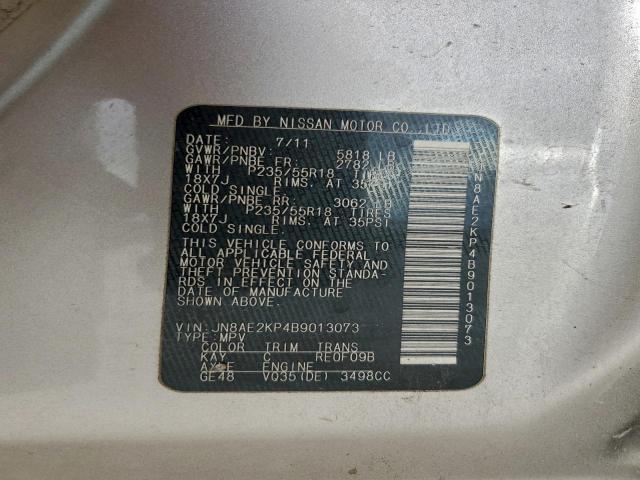 MFD BY NISSAN MOTOR CO.,LTD
DATE: 7/11
GVWR/PNBV: 5818 LB
GAWR/PNBE FR: 2782
WITH P235/55R18
18X7J RIMS. AT 35
COLD SINGLE.
GAWR/PNBE RR: 3062 LB
WITH P235/55R18 TIRES
18X7J RIMS. AT 35PSI
COLD SINGLE.
THIS VEHICLE CONFORMS TO
ALL APPLICABLE FEDERAL
MOTOR VEHICLE SAFETY AND
THEFT PREVENTION STANDA-
RDS IN EFFECT ON THE
DATE OF MANUFACTURE
SHOWN ABOVE.
VIN:JN8AE2KP4B9013073
TYPE:MPV
COLOR TRIM TRANS
KAY C RE0F09B
AXLE ENGINE
GE48 VQ35(DE) 3498CC
JN8AE2KP4B9013073